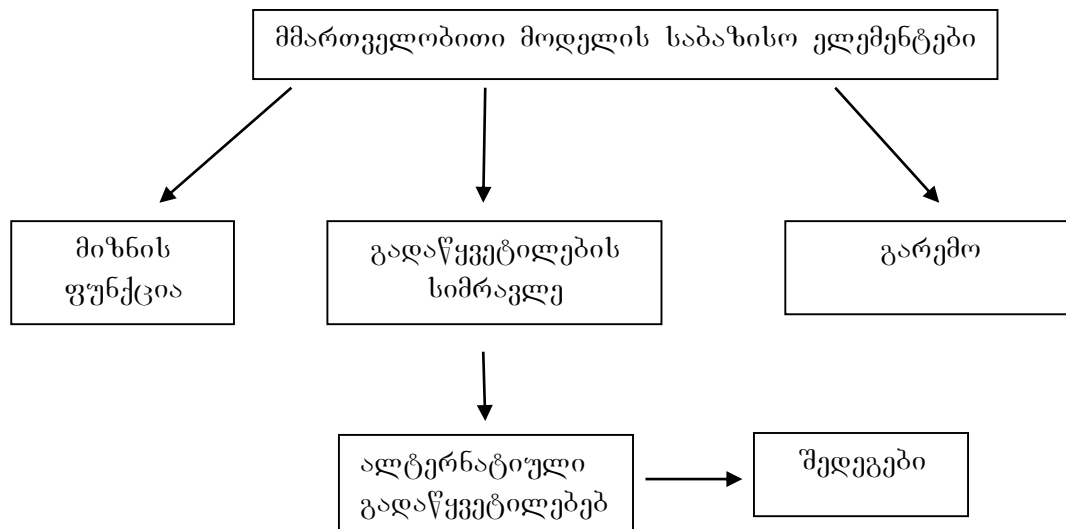 მმართველობითი მოდელის საბაზისო ელემენტები
მიზნის
ფუნქცია
გადაწყვეტილების
სიმრავლე
გარემო
ალტერნატიული
გადაწყვეტილებებ
შედეგები